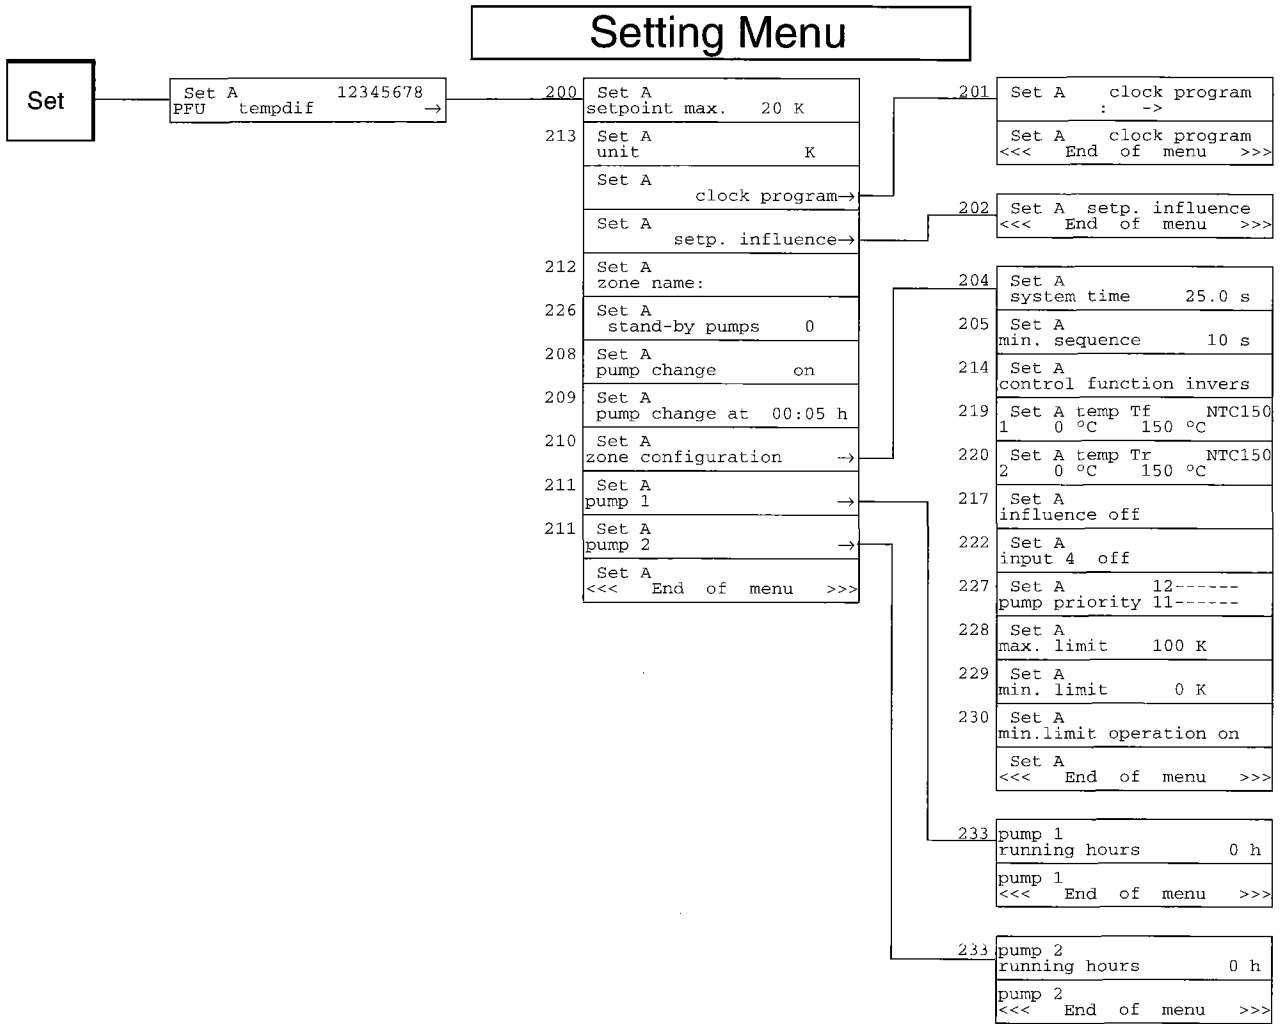 Setting Menu
Set
Set A 12345678
PFU tempdif →
200 Set A
setpoint max. 20 K
213 Set A
unit K
Set A
clock program→
Set A
setp. influence→
212 Set A
zone name:
226 Set A
stand-by pumps 0
208 Set A
pump change on
209 Set A
pump change at 00:05 h
210 Set A
zone configuration →
211 Set A
pump 1 →
211 Set A
pump 2 →
Set A
<<< End of menu >>>
201 Set A clock program
: ->
Set A clock program
<<< End of menu >>>
202 Set A setp. influence
<<< End of menu >>>
204 Set A
system time 25.0 s
205 Set A
min. sequence 10 s
214 Set A
control function invers
219 Set A temp Tf NTC150
1 0 °C 150 °C
220 Set A temp Tr NTC150
2 0 °C 150 °C
217 Set A
influence off
222 Set A
input 4 off
227 Set A 12------
pump priority 11------
228 Set A
max. limit 100 K
229 Set A
min. limit 0 K
230 Set A
min.limit operation on
Set A
<<< End of menu >>>
233 pump 1
running hours 0 h
pump 1
<<< End of menu >>>
233 pump 2
running hours 0 h
pump 2
<<< End of menu >>>